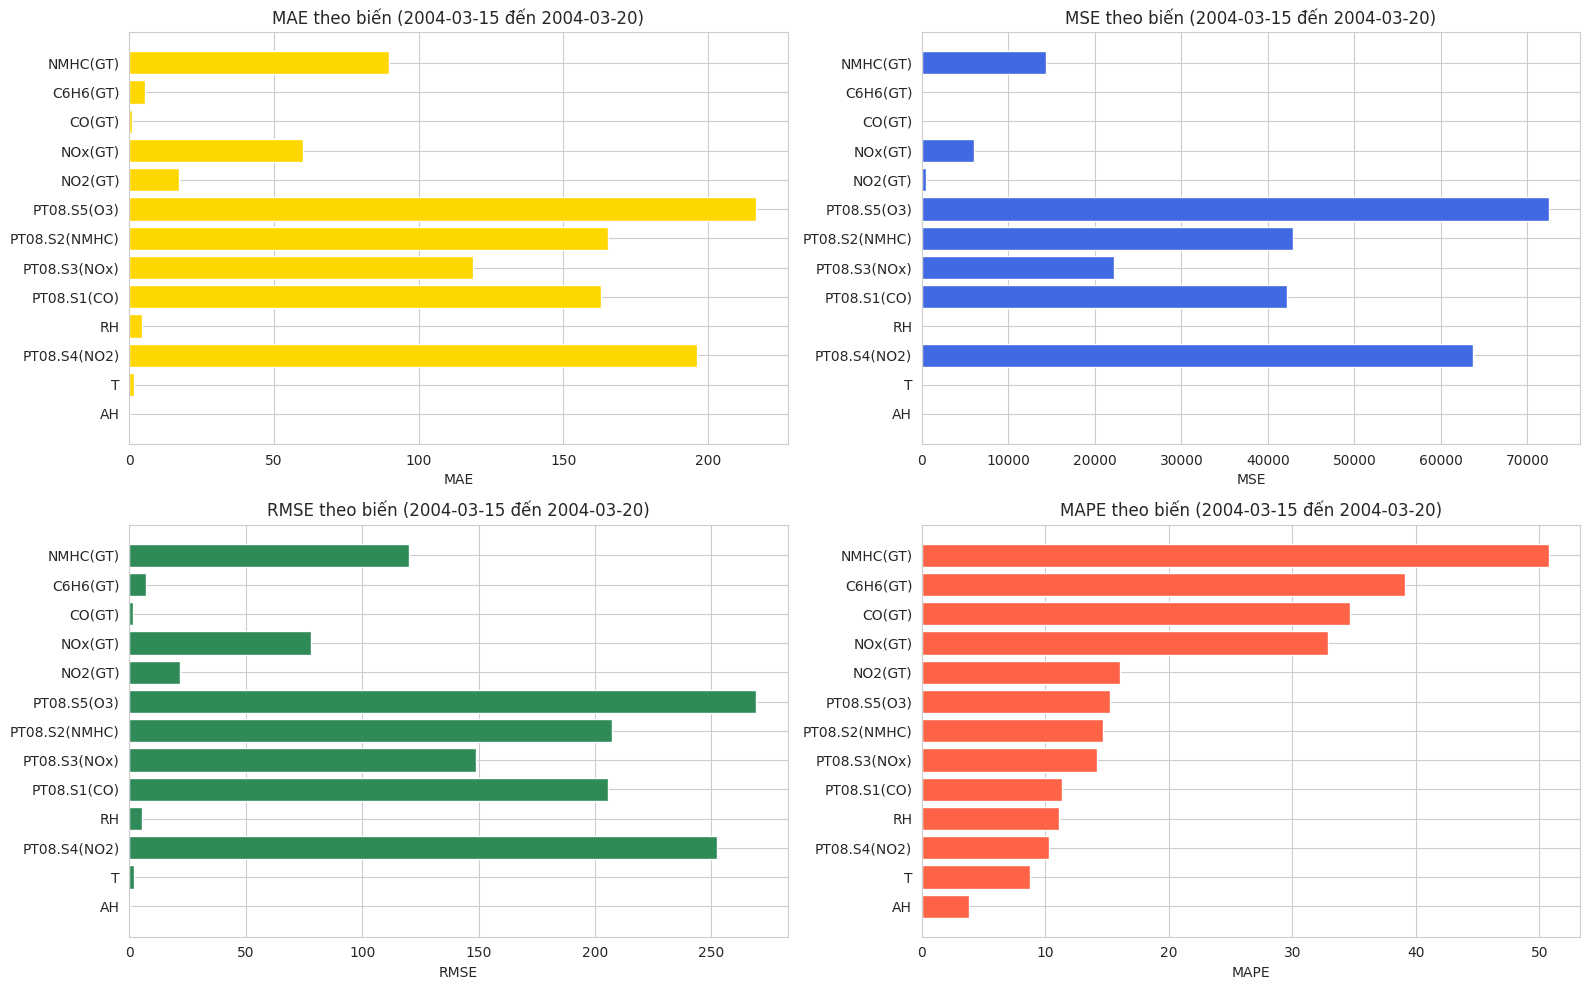 MAE theo biến (2004-03-15 đến 2004-03-20)
NMHC(GT)
C6H6(GT)
CO(GT)
NOx(GT)
NO2(GT)
PT08.S5(O3)
PT08.S2(NMHC)
PT08.S3(NOx)
PT08.S1(CO)
RH
PT08.S4(NO2)
T
AH
0 50 100 150 200
MAE
MSE theo biến (2004-03-15 đến 2004-03-20)
NMHC(GT)
C6H6(GT)
CO(GT)
NOx(GT)
NO2(GT)
PT08.S5(O3)
PT08.S2(NMHC)
PT08.S3(NOx)
PT08.S1(CO)
RH
PT08.S4(NO2)
T
AH
0 10000 20000 30000 40000 50000 60000 70000
MSE
RMSE theo biến (2004-03-15 đến 2004-03-20)
NMHC(GT)
C6H6(GT)
CO(GT)
NOx(GT)
NO2(GT)
PT08.S5(O3)
PT08.S2(NMHC)
PT08.S3(NOx)
PT08.S1(CO)
RH
PT08.S4(NO2)
T
AH
0 50 100 150 200 250
RMSE
MAPE theo biến (2004-03-15 đến 2004-03-20)
NMHC(GT)
C6H6(GT)
CO(GT)
NOx(GT)
NO2(GT)
PT08.S5(O3)
PT08.S2(NMHC)
PT08.S3(NOx)
PT08.S1(CO)
RH
PT08.S4(NO2)
T
AH
0 10 20 30 40 50
MAPE